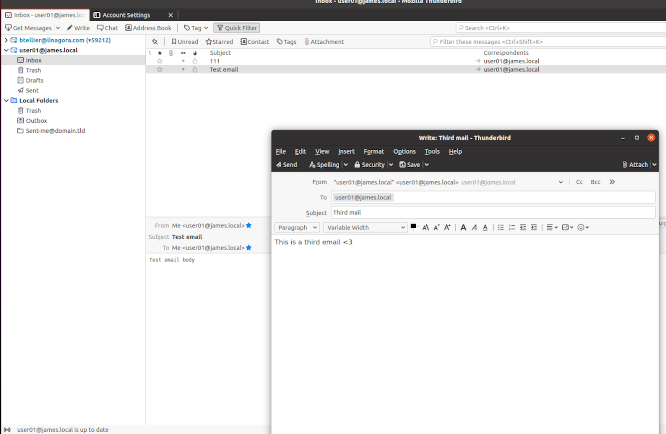 Inbox - user01@james.local - Mozilla Thunderbird
Inbox - user01@james.loc
Account Settings
Get Messages Write Chat Address Book Tag Quick Filter Search <Ctrl+K>
btellier@linagora.com (+59212)
user01@james.local
Inbox
Trash
Drafts
Sent
Local Folders
Trash
Outbox
Sent-me@domain.tld
Unread Starred Contact Tags Attachment Filter these messages <Ctrl+Shift+K>
Subject Correspondents
111 user01@james.local
Test email user01@james.local
From Me <user01@james.local>
Subject Test email
To Me <user01@james.local>
Test email body
Write: Third mail - Thunderbird
File Edit View Insert Format Options Tools Help
Send Spelling Security Save Attach
From "user01@james.local" <user01@james.local> user01@james.local Cc Bcc
To user01@james.local
Subject Third mail
Paragraph Variable Width
This is a third email <3
user01@james.local is up to date